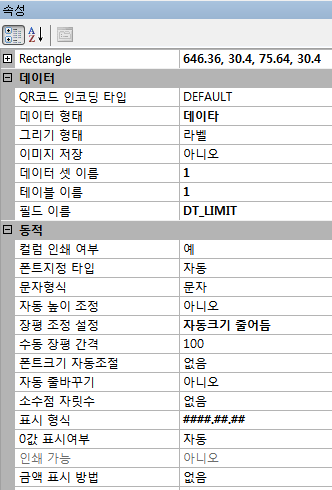 속성
Rectangle 646.36, 30.4, 75.64, 30.4
데이터
QR코드 인코딩 타입 DEFAULT
데이터 형태 데이타
그리기 형태 라벨
이미지 저장 아니오
데이터 셋 이름 1
테이블 이름 1
필드 이름 DT_LIMIT
동적
컬럼 인쇄 여부 예
폰트지정 타입 자동
문자형식 문자
자동 높이 조정 아니오
장평 조정 설정 자동크기 줄어듬
수동 장평 간격 100
폰트크기 자동조절 없음
자동 줄바꾸기 아니오
소수점 자릿수 없음
표시 형식 ####,##,##
0값 표시여부 자동
인쇄 가능 아니오
금액 표시 방법 없음